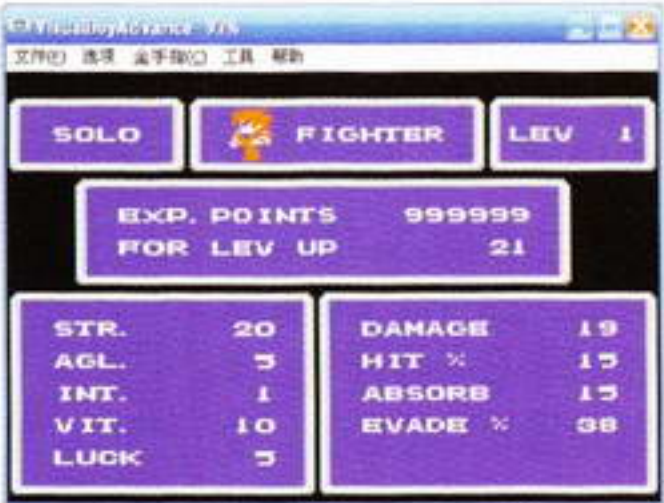 VisualBoyAdvance
文件(E) 选项 金手指(C) 工具 帮助
SOLO FIGHTER LEV 1
EXP. POINTS 999999
FOR LEV UP 21
STR. 20 DAMAGE 19
AGL. 5 HIT % 15
INT. 1 ABSORB 15
VIT. 10 EVADE % 38
LUCK 5